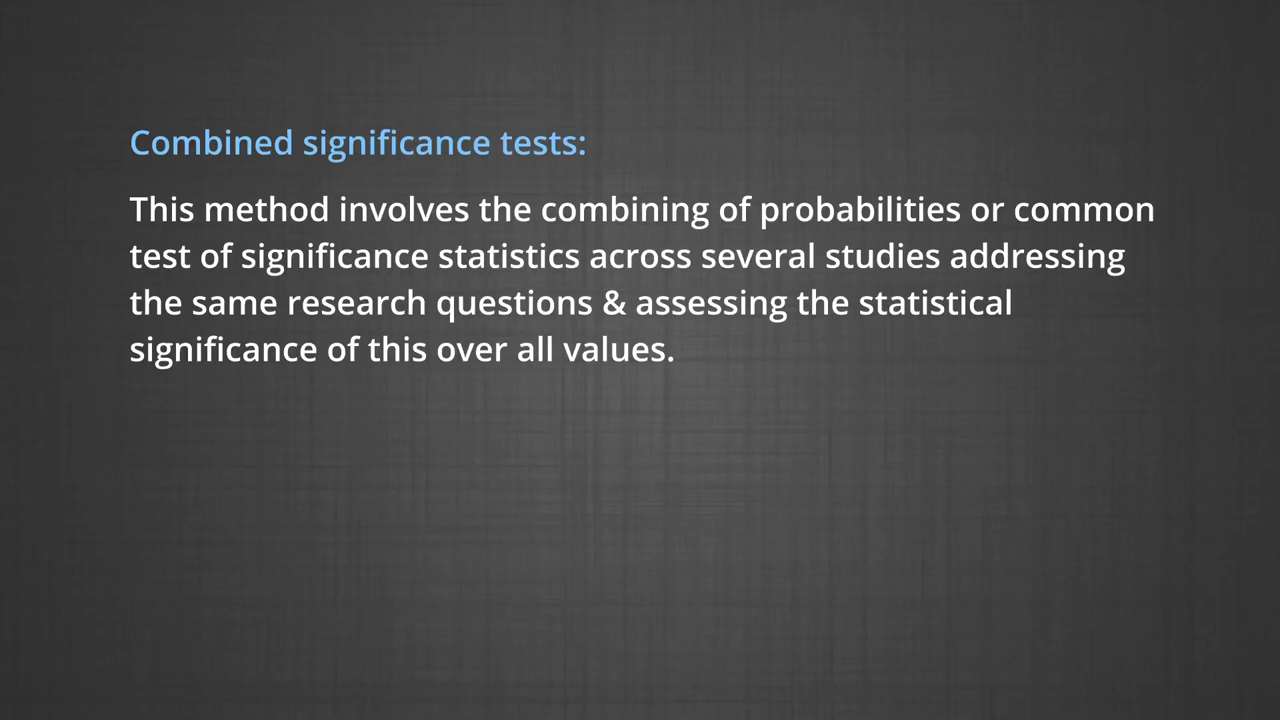 Combined significance tests:
This method involves the combining of probabilities or common
test of significance statistics across several studies addressing
the same research questions & assessing the statistical
significance of this over all values.